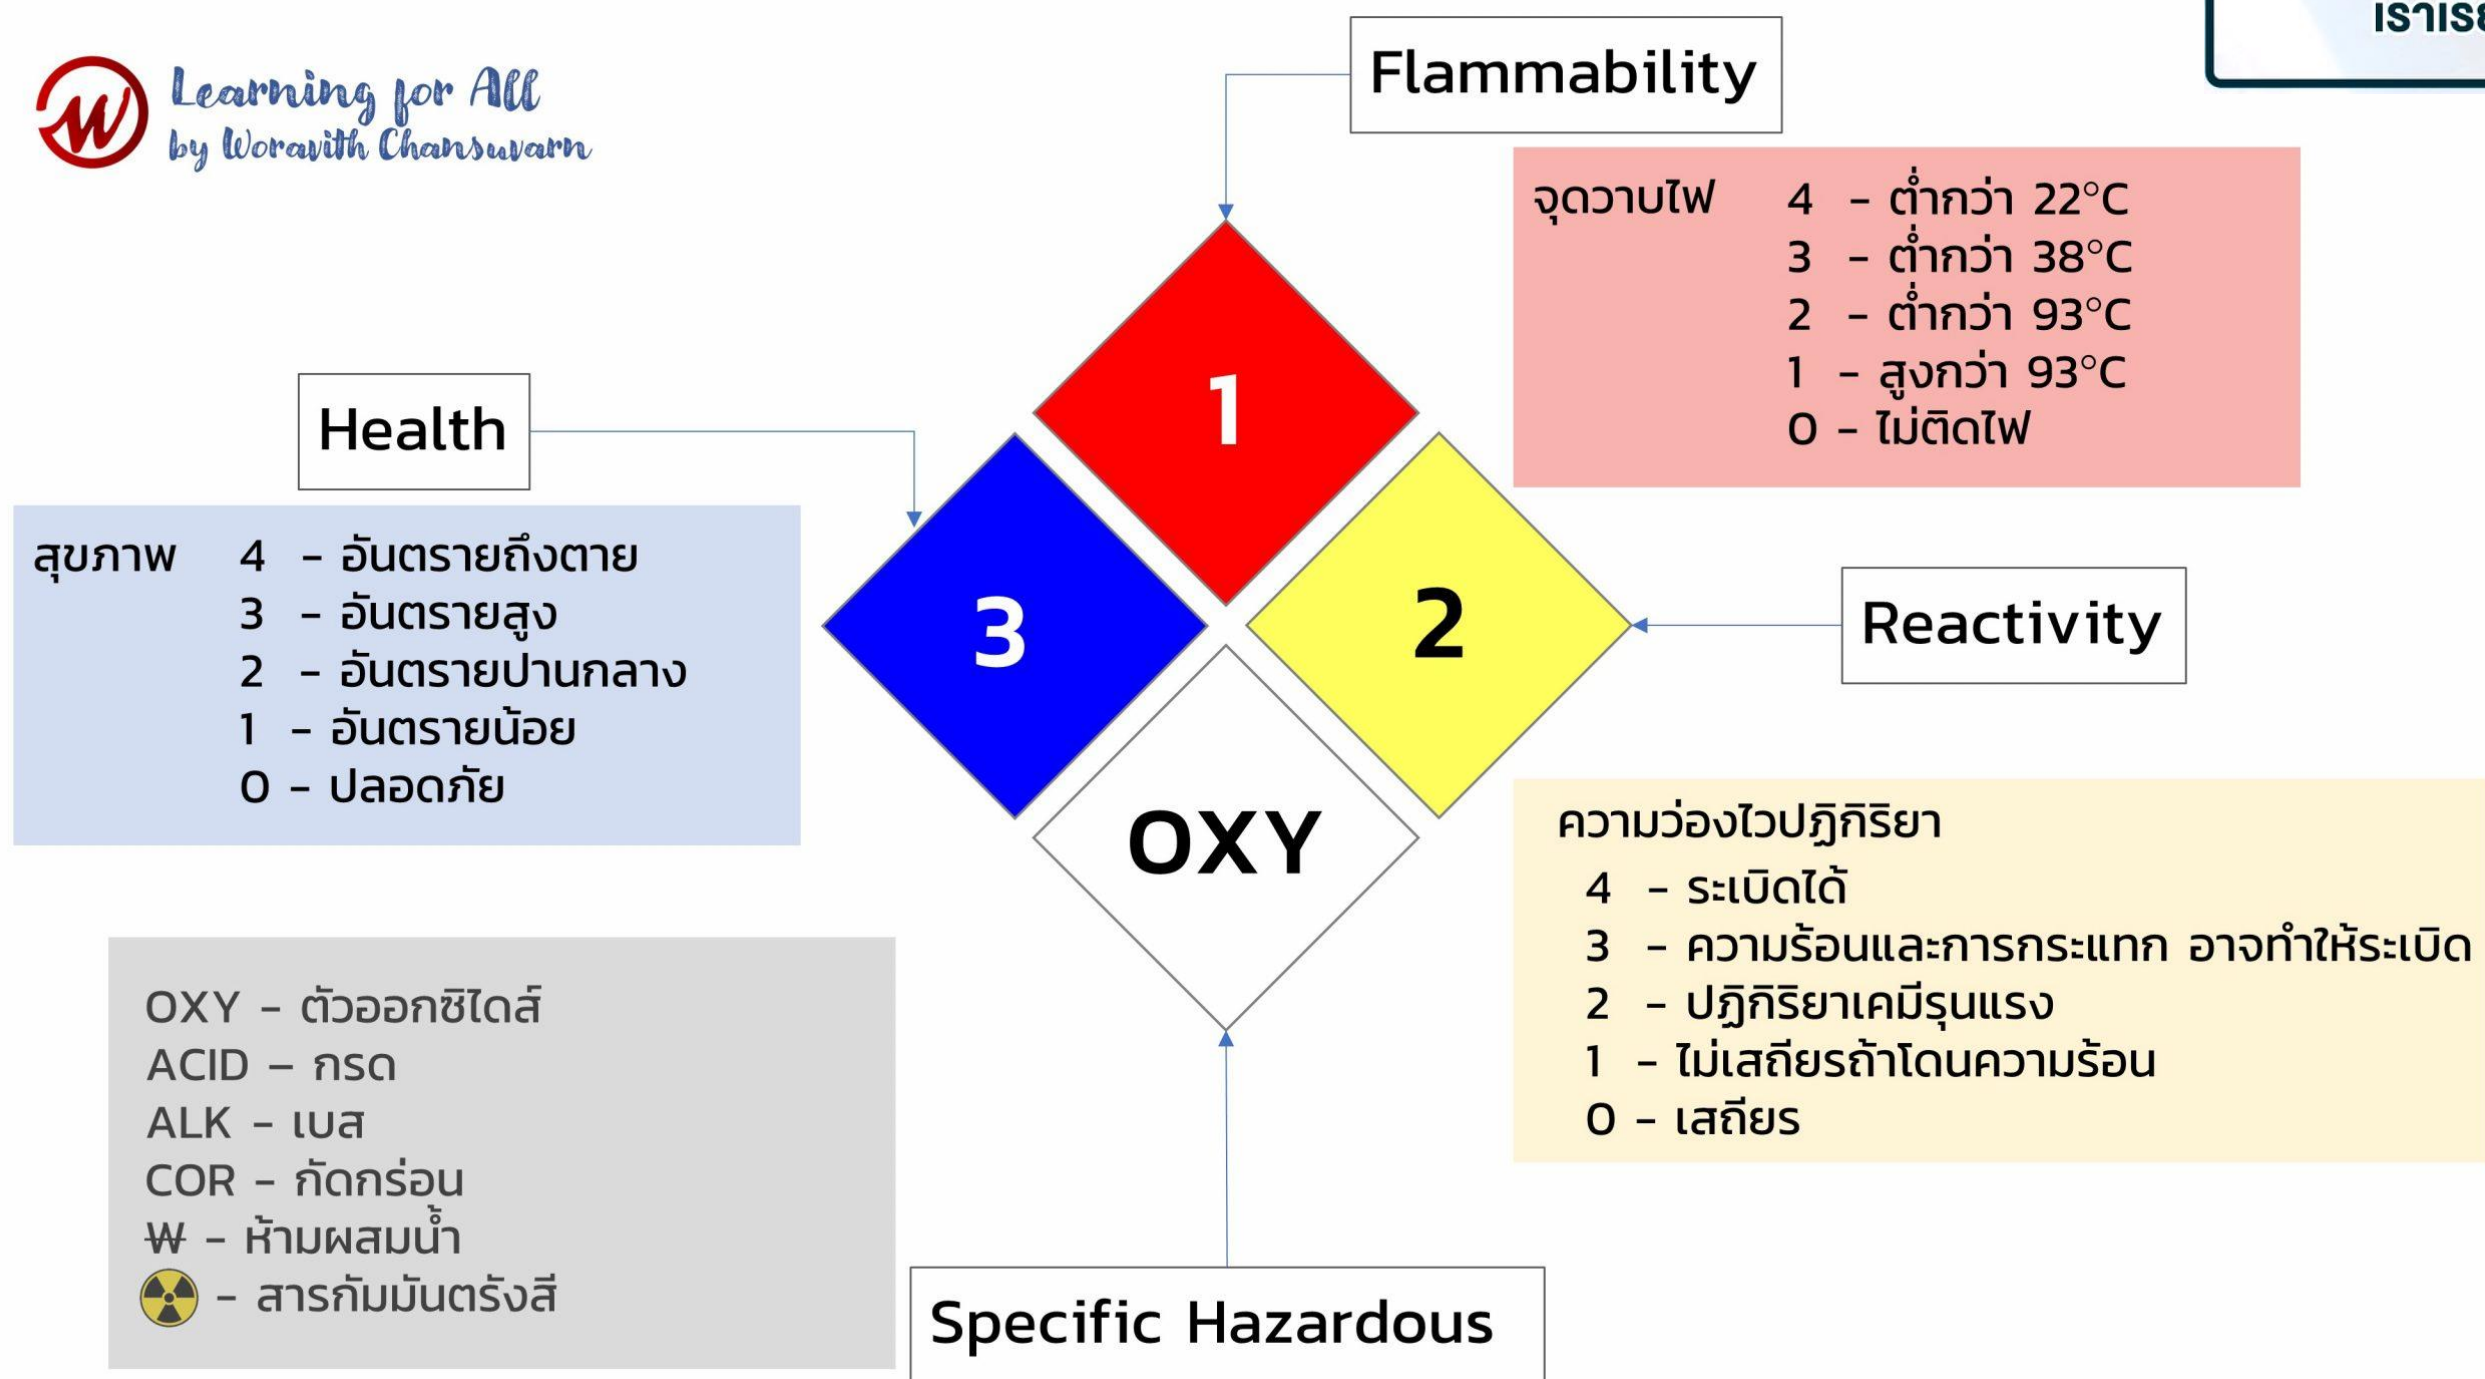 Learning for All
by Woravith Chansuvarn
Flammability
จุดวาบไฟ 4 - ต่ำกว่า 22°C
3 - ต่ำกว่า 38°C
2 - ต่ำกว่า 93°C
1 - สูงกว่า 93°C
0 - ไม่ติดไฟ
Health
สุขภาพ 4 - อันตรายถึงตาย
3 - อันตรายสูง
2 - อันตรายปานกลาง
1 - อันตรายน้อย
0 - ปลอดภัย
1
3
2
OXY
Reactivity
ความว่องไวปฏิกิริยา
4 - ระเบิดได้
3 - ความร้อนและการกระแทก อาจทำให้ระเบิด
2 - ปฏิกิริยาเคมีรุนแรง
1 - ไม่เสถียรถ้าโดนความร้อน
0 - เสถียร
OXY - ตัวออกซิไดส์
ACID – กรด
ALK - เบส
COR - กัดกร่อน
W - ห้ามผสมน้ำ
- สารกัมมันตรังสี
Specific Hazardous